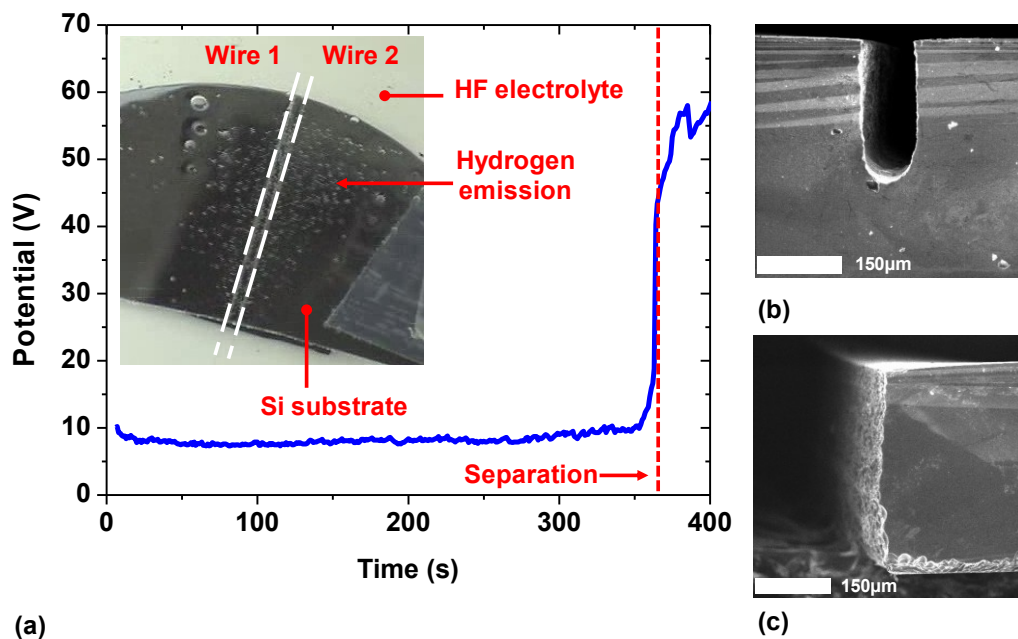 70
60
50
40
30
20
10
0
Potential (V)
Wire 1 Wire 2
HF electrolyte
Hydrogen
emission
Si substrate
Separation
0 100 200 300 400
Time (s)
(a)
150µm
(b)
150µm
(c)